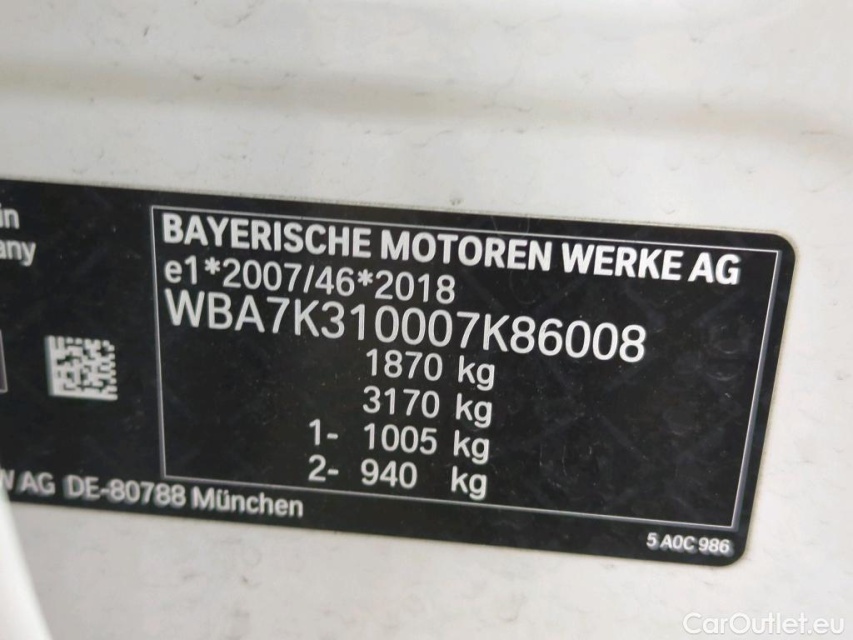 BAYERISCHE MOTOREN WERKE AG
e1*2007/46*2018
WBA7K310007K86008
1870 kg
3170 kg
1- 1005 kg
2- 940 kg
AG DE-80788 München
5 A0C 986
CarOutlet.eu